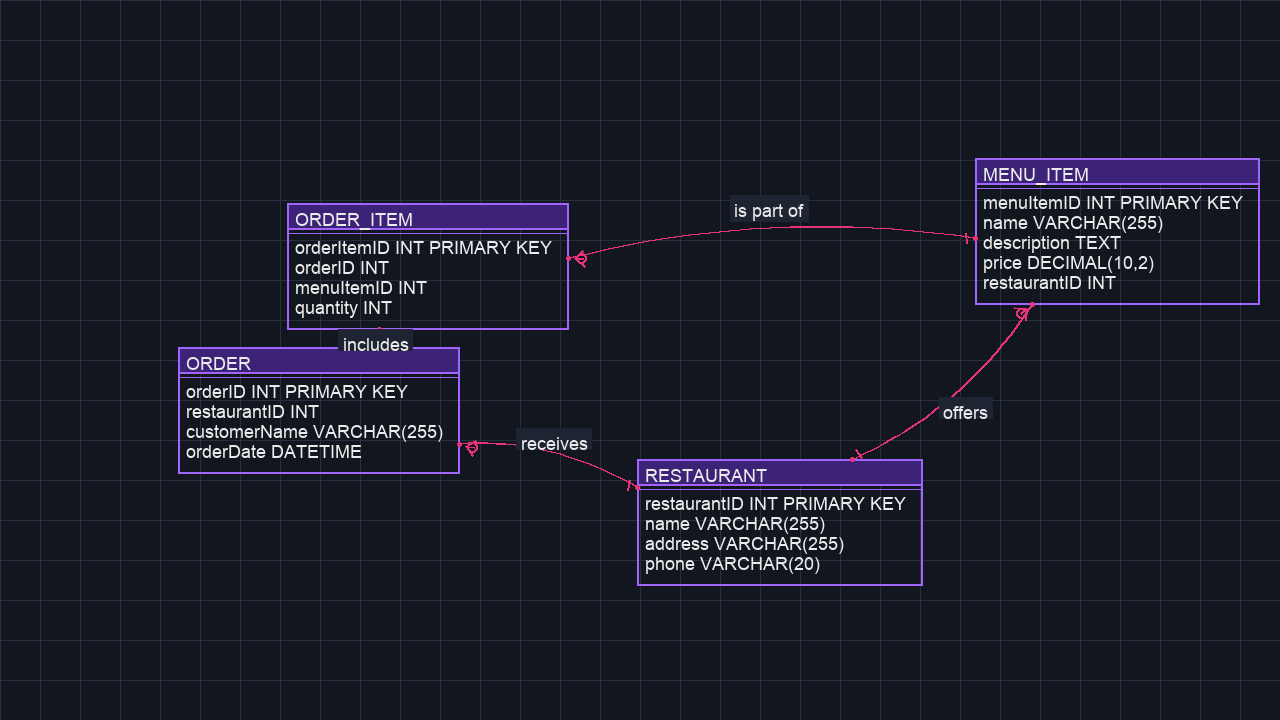 MENU_ITEM
menuItemID INT PRIMARY KEY
name VARCHAR(255)
description TEXT
price DECIMAL(10,2)
restaurantID INT
is part of
ORDER_ITEM
orderItemID INT PRIMARY KEY
orderID INT
menuItemID INT
quantity INT
includes
ORDER
orderID INT PRIMARY KEY
restaurantID INT
customerName VARCHAR(255)
orderDate DATETIME
offers
receives
RESTAURANT
restaurantID INT PRIMARY KEY
name VARCHAR(255)
address VARCHAR(255)
phone VARCHAR(20)